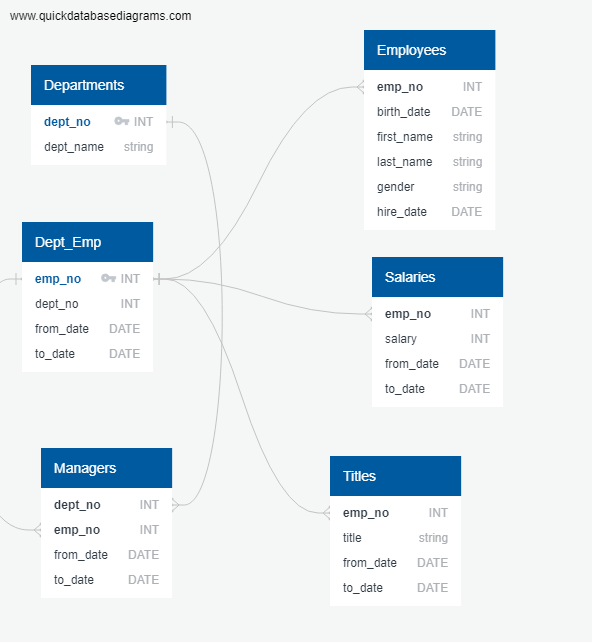 www.quickdatabasediagrams.com
Departments
dept_no INT
dept_name string
Employees
emp_no INT
birth_date DATE
first_name string
last_name string
gender string
hire_date DATE
Dept_Emp
emp_no INT
dept_no INT
from_date DATE
to_date DATE
Salaries
emp_no INT
salary INT
from_date DATE
to_date DATE
Managers
dept_no INT
emp_no INT
from_date DATE
to_date DATE
Titles
emp_no INT
title string
from_date DATE
to_date DATE